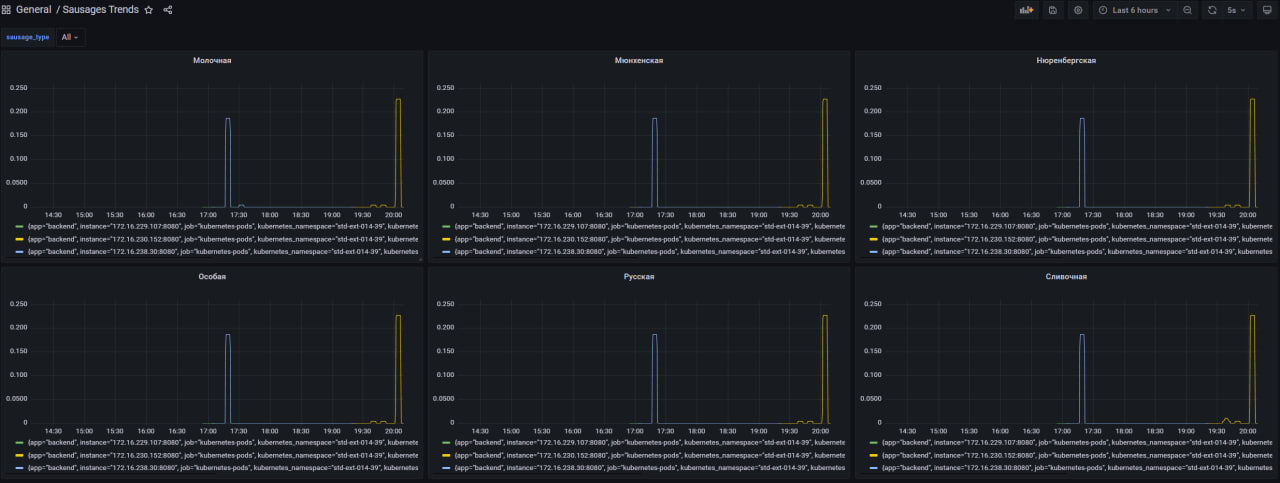 General / Sausages Trends
Last 6 hours
5s
sausage_type All
Молочная
0.250
0.200
0.150
0.100
0.0500
0
14:30 15:00 15:30 16:00 16:30 17:00 17:30 18:00 18:30 19:00 19:30 20:00
{app="backend", instance="172.16.229.107:8080", job="kubernetes-pods", kubernetes_namespace="std-ext-014-39", kubernete
{app="backend", instance="172.16.230.152:8080", job="kubernetes-pods", kubernetes_namespace="std-ext-014-39", kubernete
{app="backend", instance="172.16.238.30:8080", job="kubernetes-pods", kubernetes_namespace="std-ext-014-39", kubernetes
Мюнхенская
0.250
0.200
0.150
0.100
0.0500
0
14:30 15:00 15:30 16:00 16:30 17:00 17:30 18:00 18:30 19:00 19:30 20:00
{app="backend", instance="172.16.229.107:8080", job="kubernetes-pods", kubernetes_namespace="std-ext-014-39", kubernete
{app="backend", instance="172.16.230.152:8080", job="kubernetes-pods", kubernetes_namespace="std-ext-014-39", kubernete
{app="backend", instance="172.16.238.30:8080", job="kubernetes-pods", kubernetes_namespace="std-ext-014-39", kubernetes
Нюренбергская
0.250
0.200
0.150
0.100
0.0500
0
14:30 15:00 15:30 16:00 16:30 17:00 17:30 18:00 18:30 19:00 19:30 20:00
{app="backend", instance="172.16.229.107:8080", job="kubernetes-pods", kubernetes_namespace="std-ext-014-39", kubernete
{app="backend", instance="172.16.230.152:8080", job="kubernetes-pods", kubernetes_namespace="std-ext-014-39", kubernete
{app="backend", instance="172.16.238.30:8080", job="kubernetes-pods", kubernetes_namespace="std-ext-014-39", kubernetes
Особая
0.250
0.200
0.150
0.100
0.0500
0
14:30 15:00 15:30 16:00 16:30 17:00 17:30 18:00 18:30 19:00 19:30 20:00
{app="backend", instance="172.16.229.107:8080", job="kubernetes-pods", kubernetes_namespace="std-ext-014-39", kubernete
{app="backend", instance="172.16.230.152:8080", job="kubernetes-pods", kubernetes_namespace="std-ext-014-39", kubernete
{app="backend", instance="172.16.238.30:8080", job="kubernetes-pods", kubernetes_namespace="std-ext-014-39", kubernetes
Русская
0.250
0.200
0.150
0.100
0.0500
0
14:30 15:00 15:30 16:00 16:30 17:00 17:30 18:00 18:30 19:00 19:30 20:00
{app="backend", instance="172.16.229.107:8080", job="kubernetes-pods", kubernetes_namespace="std-ext-014-39", kubernete
{app="backend", instance="172.16.230.152:8080", job="kubernetes-pods", kubernetes_namespace="std-ext-014-39", kubernete
{app="backend", instance="172.16.238.30:8080", job="kubernetes-pods", kubernetes_namespace="std-ext-014-39", kubernetes
Сливочная
0.250
0.200
0.150
0.100
0.0500
0
14:30 15:00 15:30 16:00 16:30 17:00 17:30 18:00 18:30 19:00 19:30 20:00
{app="backend", instance="172.16.229.107:8080", job="kubernetes-pods", kubernetes_namespace="std-ext-014-39", kubernete
{app="backend", instance="172.16.230.152:8080", job="kubernetes-pods", kubernetes_namespace="std-ext-014-39", kubernete
{app="backend", instance="172.16.238.30:8080", job="kubernetes-pods", kubernetes_namespace="std-ext-014-39", kubernetes